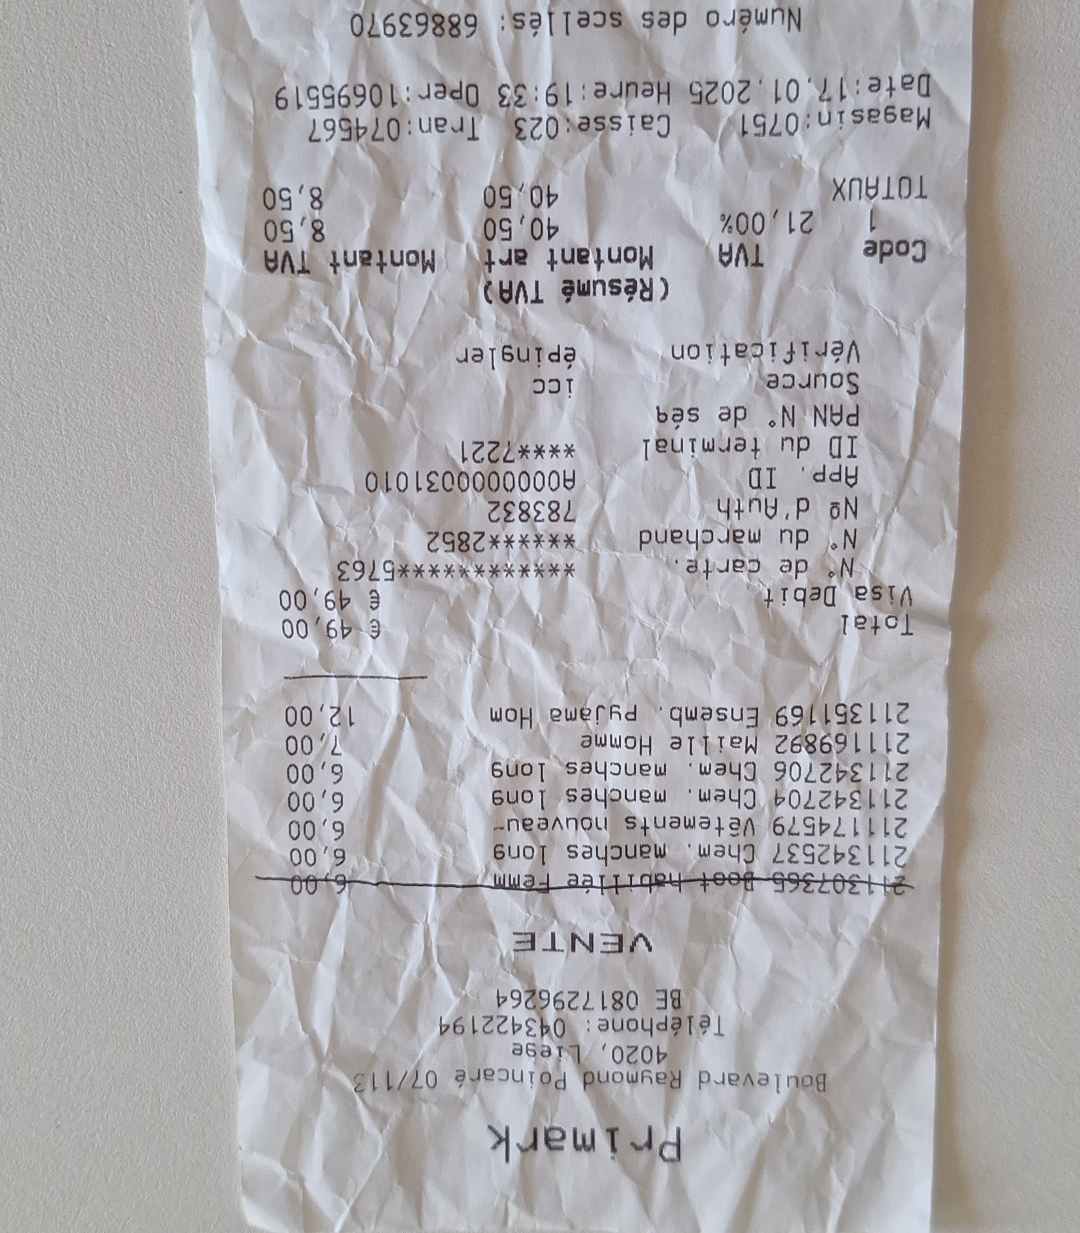 Primark
Boulevard Raymond Poincaré 07/113
4020, Liege
Téléphone: 043422194
BE 0817296264
VENTE
211307365 Boot habillée Femm 6,00
211342537 Chem. manches long 6,00
211174579 Vêtements nouveau- 6,00
211342704 Chem. manches long 6,00
211342706 Chem. manches long 6,00
211169892 Maille Homme 7,00
211351169 Ensemb. pyjama Hom 12,00
Total € 49,00
Visa Debit € 49,00
N° de carte. ************5763
N° du marchand ******2852
Nº d'Auth 783832
App. ID A0000000031010
ID du terminal ****7221
PAN N° de séq
Source icc
Vérification épingler
(Résumé TVA)
Code TVA Montant art Montant TVA
1 21,00% 40,50 8,50
TOTAUX 40,50 8,50
Magasin:0751 Caisse:023 Tran:074567
Date:17.01.2025 Heure:19:33 Oper:10695519
Numéro des scellés: 68863970